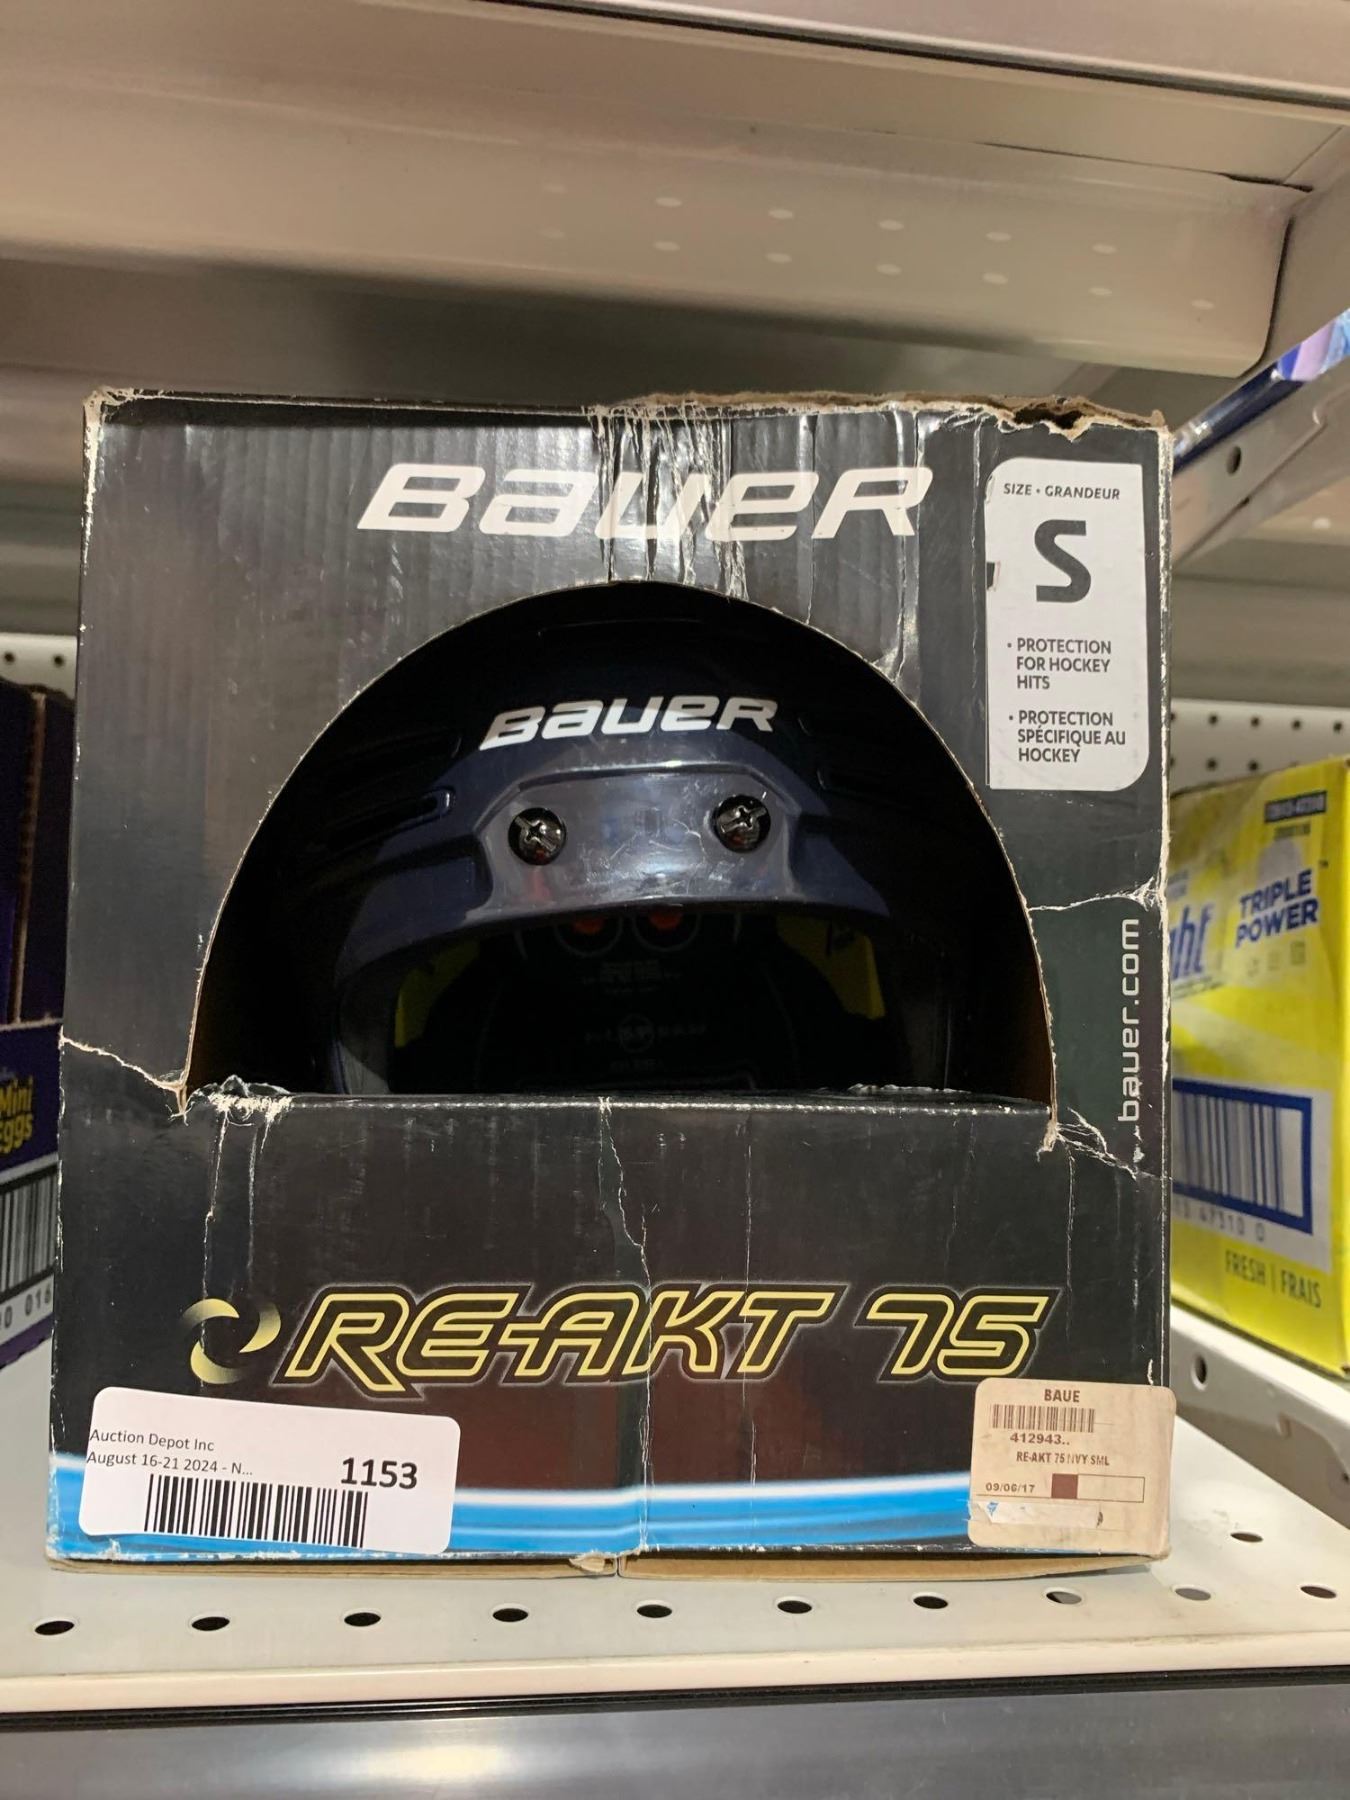 BAUER
SIZE • GRANDEUR
S
• PROTECTION
FOR HOCKEY
HITS
• PROTECTION
SPÉCIFIQUE AU
HOCKEY
BAUER
bauer.com
RE-AKT 75
Auction Depot Inc
August 16-21 2024 - N...
1153
BAUE
412943..
RE-AKT 75 NVY SML
09/06/17
Mini
Eggs
TRIPLE
POWER
FRESH | FRAIS